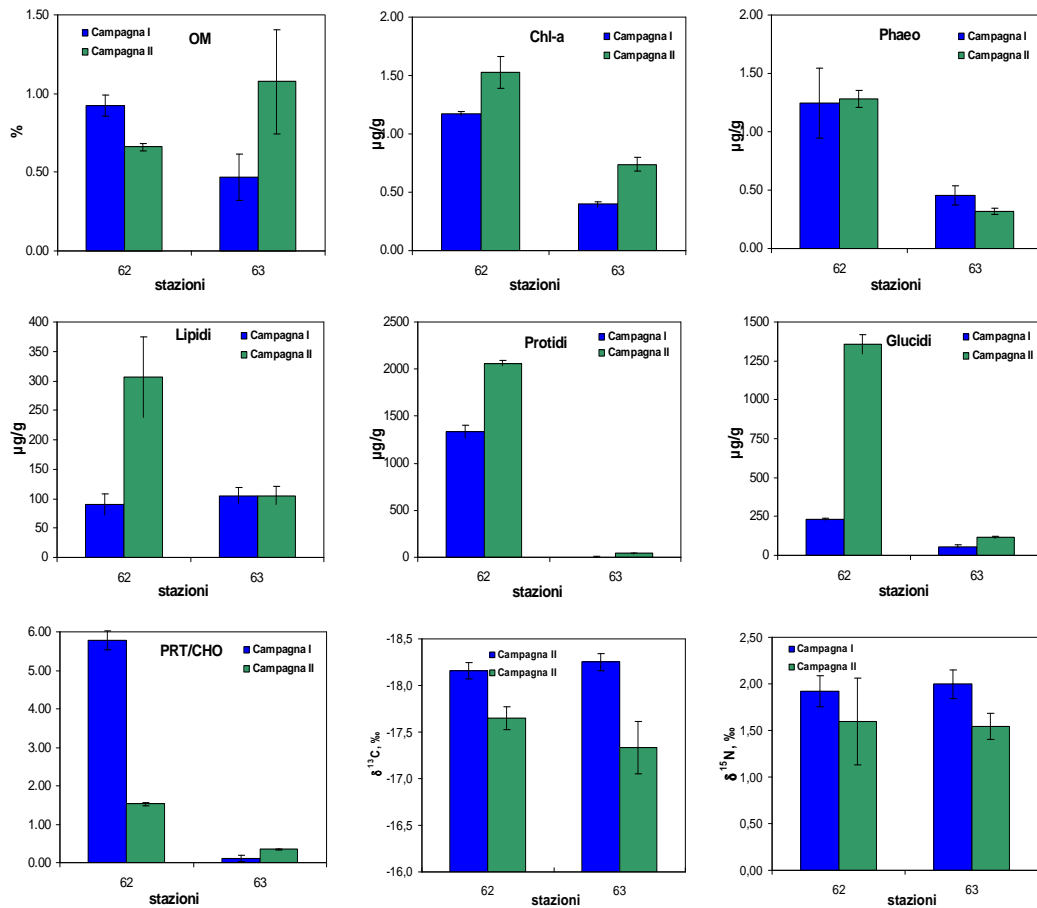 OM
Campagna I
Campagna II
1.50
1.00
0.50
0.00
%
62 63
stazioni
Chl-a
Campagna I
Campagna II
2.00
1.50
1.00
0.50
0.00
µg/g
62 63
stazioni
Phaeo
Campagna I
Campagna II
2.00
1.50
1.00
0.50
0.00
µg/g
62 63
stazioni
Lipidi
Campagna I
Campagna II
400
350
300
250
200
150
100
50
0
µg/g
62 63
stazioni
Protidi
Campagna I
Campagna II
2500
2000
1500
1000
500
0
µg/g
62 63
stazioni
Glucidi
Campagna I
Campagna II
1500
1250
1000
750
500
250
0
µg/g
62 63
stazioni
PRT/CHO
Campagna I
Campagna II
6.00
5.00
4.00
3.00
2.00
1.00
0.00
62 63
stazioni
Campagna II
Campagna II
-18,5
-18,0
-17,5
-17,0
-16,5
-16,0
δ 13C, ‰
62 63
stazioni
Campagna I
Campagna II
2,50
2,00
1,50
1,00
0,50
0,00
δ 15N, ‰
62 63
stazioni